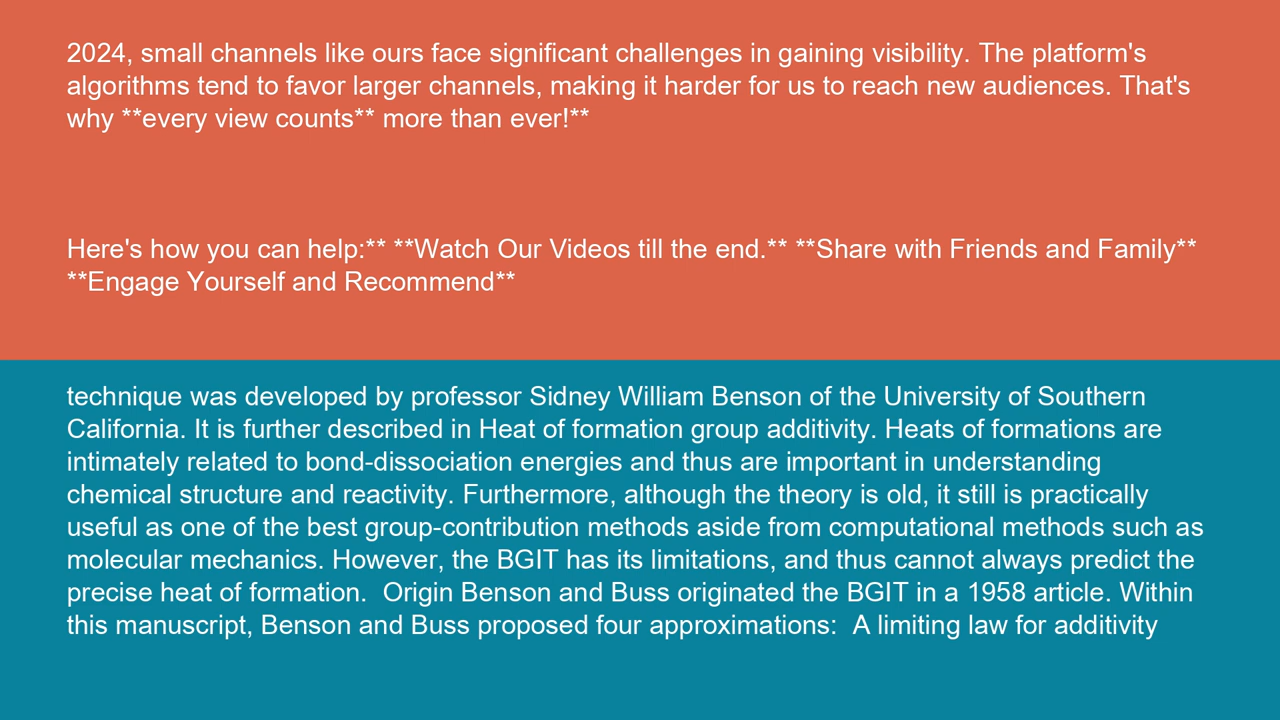 2024, small channels like ours face significant challenges in gaining visibility. The platform's
algorithms tend to favor larger channels, making it harder for us to reach new audiences. That's
why **every view counts** more than ever!**
Here's how you can help:** **Watch Our Videos till the end.** **Share with Friends and Family**
**Engage Yourself and Recommend**
technique was developed by professor Sidney William Benson of the University of Southern
California. It is further described in Heat of formation group additivity. Heats of formations are
intimately related to bond-dissociation energies and thus are important in understanding
chemical structure and reactivity. Furthermore, although the theory is old, it still is practically
useful as one of the best group-contribution methods aside from computational methods such as
molecular mechanics. However, the BGIT has its limitations, and thus cannot always predict the
precise heat of formation.  Origin Benson and Buss originated the BGIT in a 1958 article. Within
this manuscript, Benson and Buss proposed four approximations:  A limiting law for additivity